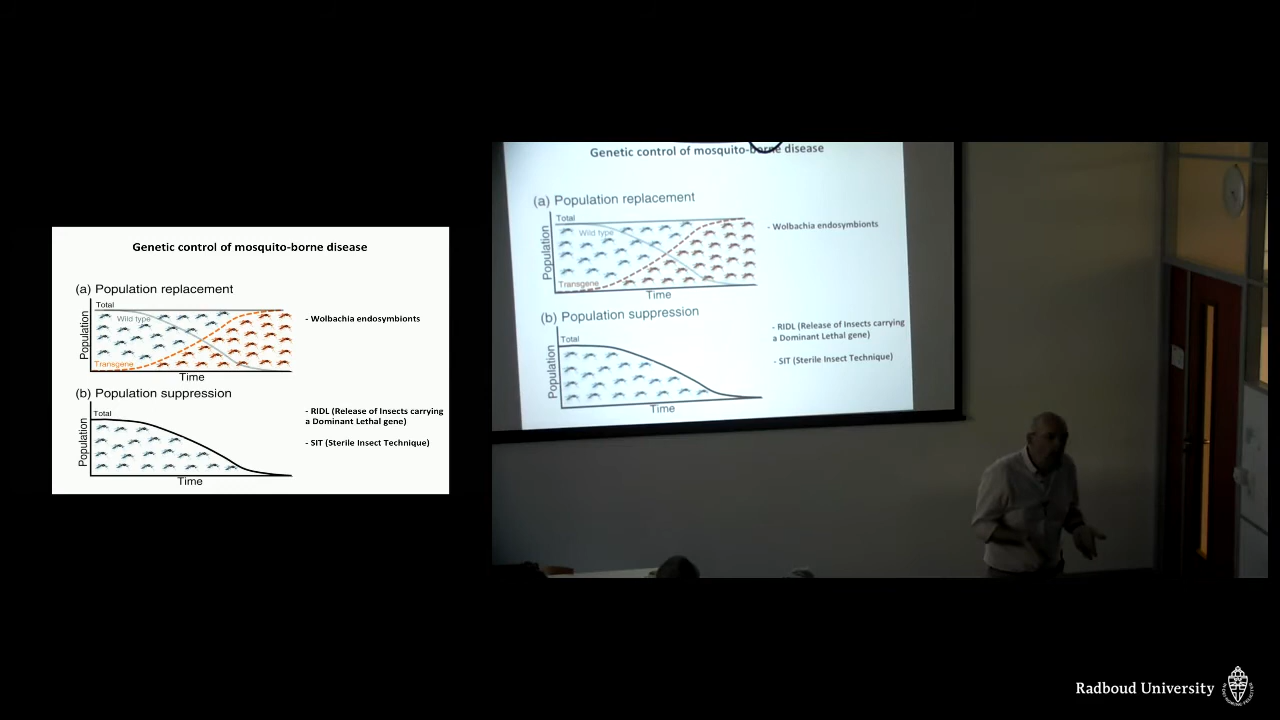 Genetic control of mosquito-borne disease
(a) Population replacement
Total
Wild type
Transgene
Population
Time
- Wolbachia endosymbionts
(b) Population suppression
Total
Population
Time
- RIDL (Release of Insects carrying
a Dominant Lethal gene)
- SIT (Sterile Insect Technique)
Genetic control of mosquito-borne disease
(a) Population replacement
Total
Wild type
Transgene
Population
Time
- Wolbachia endosymbionts
(b) Population suppression
Total
Population
Time
- RIDL (Release of Insects carrying
a Dominant Lethal gene)
- SIT (Sterile Insect Technique)
Radboud University